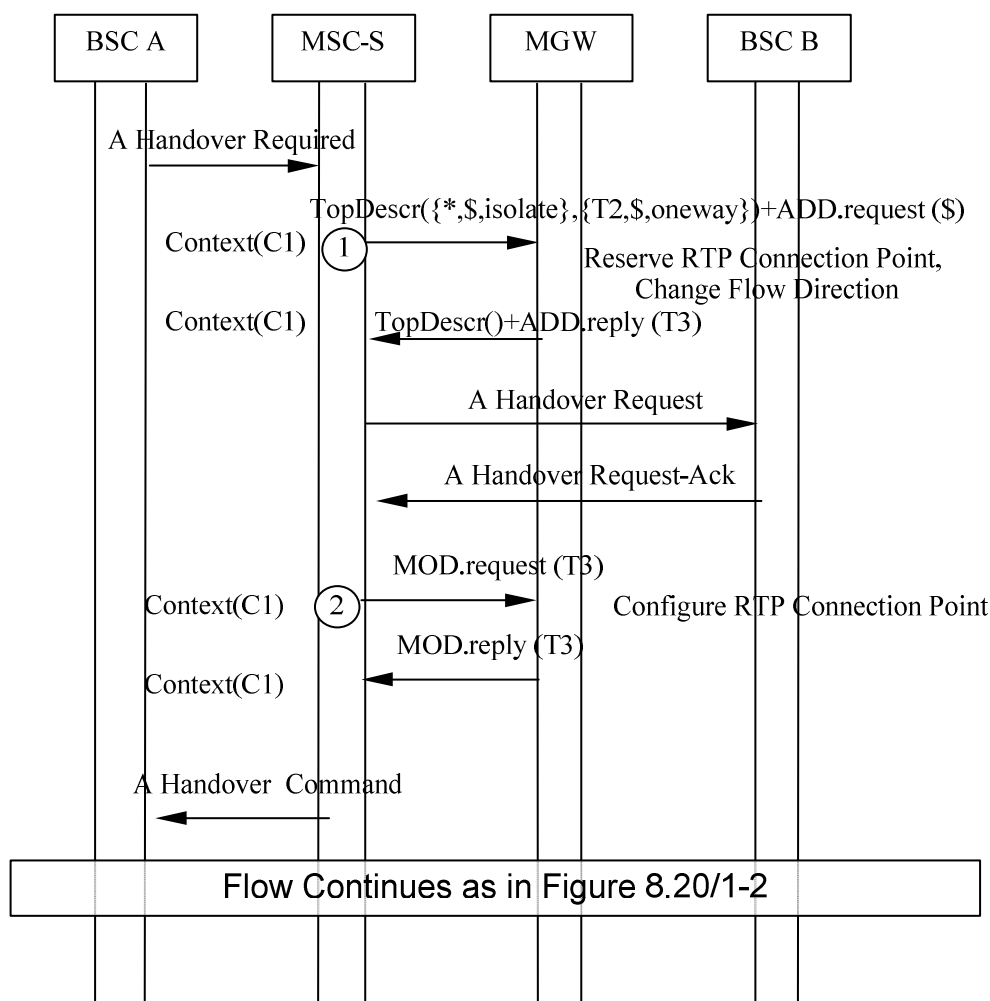 BSC A
MSC-S
MGW
BSC B
A Handover Required
TopDescr({*,$,isolate},{T2,$,oneway})+ADD.request ($)
Context(C1)
1
Reserve RTP Connection Point,
Change Flow Direction
Context(C1)
TopDescr()+ADD.reply (T3)
A Handover Request
A Handover Request-Ack
MOD.request (T3)
Context(C1)
2
Configure RTP Connection Point
MOD.reply (T3)
Context(C1)
A Handover Command
Flow Continues as in Figure 8.20/1-2